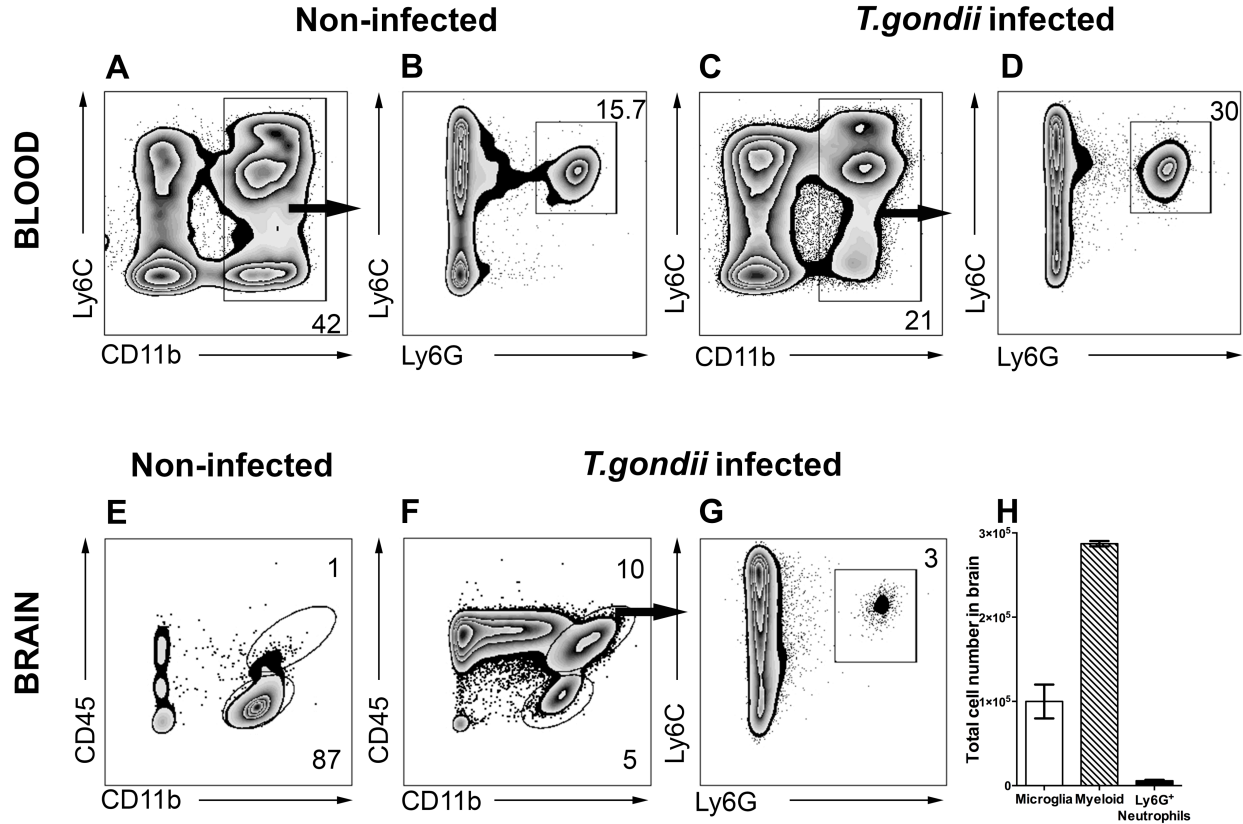 Non-infected
T.gondii infected
A
B
C
D
BLOOD
Ly6C
42
CD11b
Ly6C
15.7
Ly6G
Ly6C
21
CD11b
Ly6C
30
Ly6G
Non-infected
T.gondii infected
E
F
G
H
BRAIN
CD45
1
87
CD11b
CD45
10
5
CD11b
Ly6C
3
Ly6G
Total cell number in brain
3×10⁵
2×10⁵
1×10⁵
0
Microglia
Myeloid
Ly6G⁺
Neutrophils